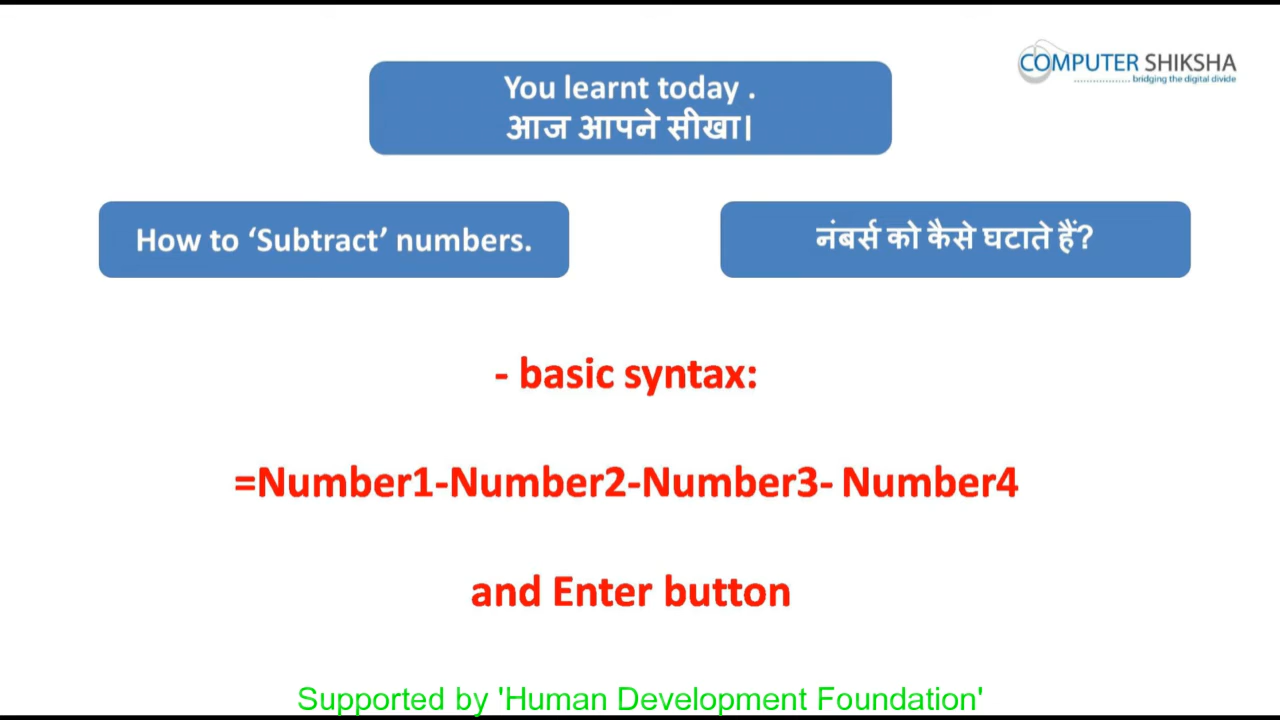 COMPUTER SHIKSHA
bridging the digital divide
You learnt today .
आज आपने सीखा।
How to ‘Subtract’ numbers.
नंबर्स को कैसे घटाते हैं?
- basic syntax:
=Number1-Number2-Number3- Number4
and Enter button
Supported by 'Human Development Foundation'